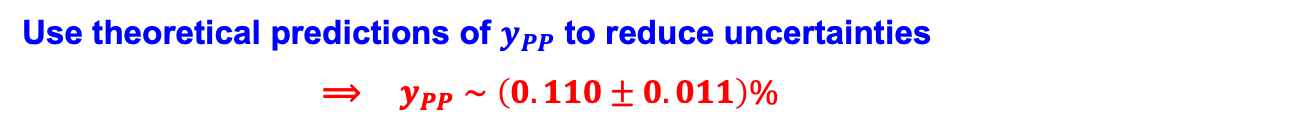 Use theoretical predictions of y_PP to reduce uncertainties
⟹ y_PP ~ (0.110 ± 0.011)%